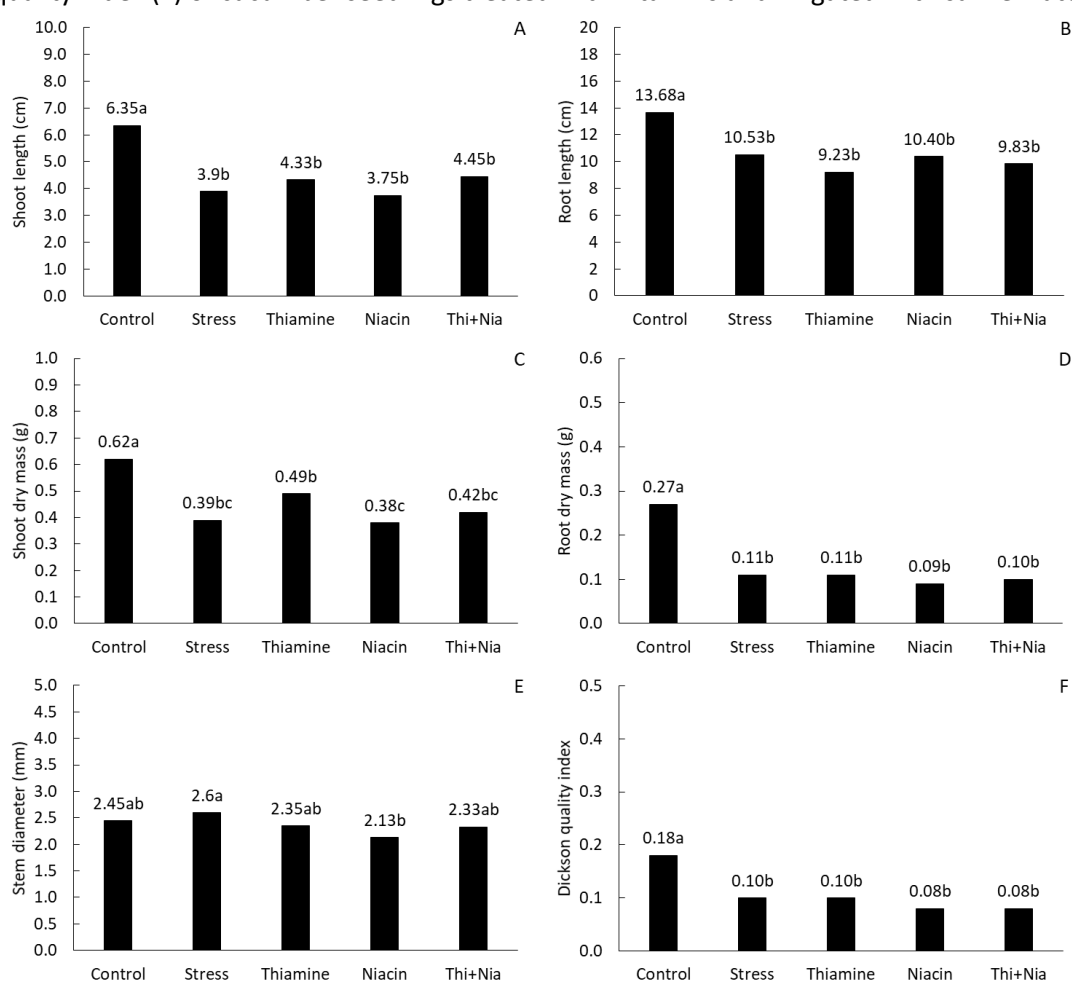 A
Shoot length (cm)
10.0
9.0
8.0
7.0
6.0
5.0
4.0
3.0
2.0
1.0
0.0
6.35a
3.9b
4.33b
3.75b
4.45b
Control Stress Thiamine Niacin Thi+Nia
B
Root length (cm)
20
18
16
14
12
10
8
6
4
2
0
13.68a
10.53b
9.23b
10.40b
9.83b
Control Stress Thiamine Niacin Thi+Nia
C
Shoot dry mass (g)
1.0
0.9
0.8
0.7
0.6
0.5
0.4
0.3
0.2
0.1
0.0
0.62a
0.39bc
0.49b
0.38c
0.42bc
Control Stress Thiamine Niacin Thi+Nia
D
Root dry mass (g)
0.6
0.5
0.4
0.3
0.2
0.1
0.0
0.27a
0.11b
0.11b
0.09b
0.10b
Control Stress Thiamine Niacin Thi+Nia
E
Stem diameter (mm)
5.0
4.5
4.0
3.5
3.0
2.5
2.0
1.5
1.0
0.5
0.0
2.45ab
2.6a
2.35ab
2.13b
2.33ab
Control Stress Thiamine Niacin Thi+Nia
F
Dickson quality index
0.5
0.4
0.3
0.2
0.1
0.0
0.18a
0.10b
0.10b
0.08b
0.08b
Control Stress Thiamine Niacin Thi+Nia